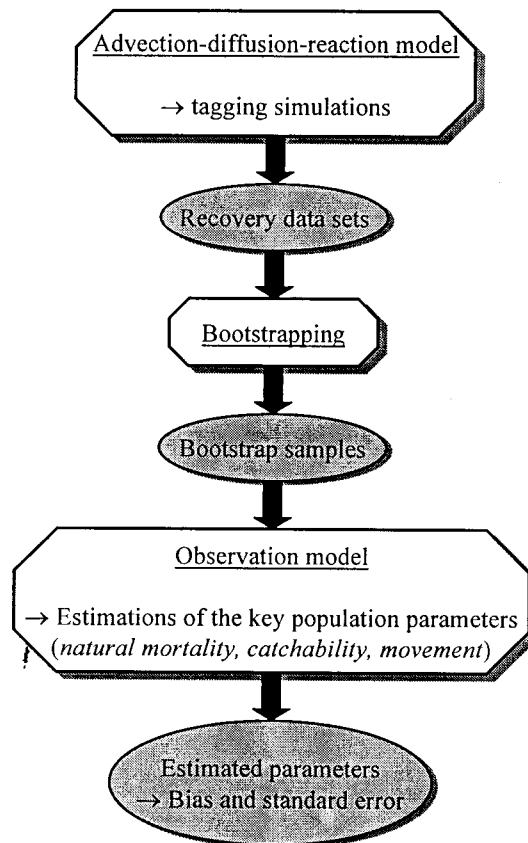 Advection-diffusion-reaction model
→ tagging simulations
Recovery data sets
Bootstrapping
Bootstrap samples
Observation model
→ Estimations of the key population parameters
(natural mortality, catchability, movement)
Estimated parameters
→ Bias and standard error